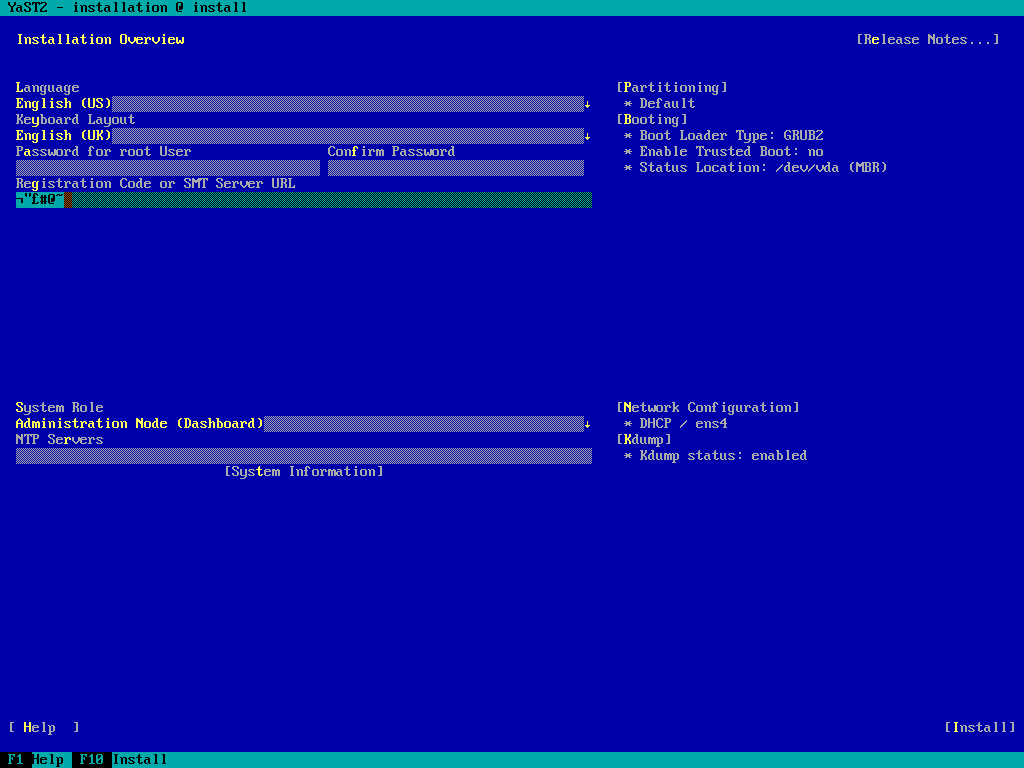 YaST2 - installation @ install
Installation Overview [Release Notes...]
Language
English (US)↓
Keyboard Layout
English (UK)↓
Password for root User Confirm Password
Registration Code or SMT Server URL
¬"£#@~
[Partitioning]
* Default
[Booting]
* Boot Loader Type: GRUB2
* Enable Trusted Boot: no
* Status Location: /dev/vda (MBR)
System Role
Administration Node (Dashboard)↓
NTP Servers
[System Information]
[Network Configuration]
* DHCP / ens4
[Kdump]
* Kdump status: enabled
[ Help ] [Install]
F1 Help F10 Install